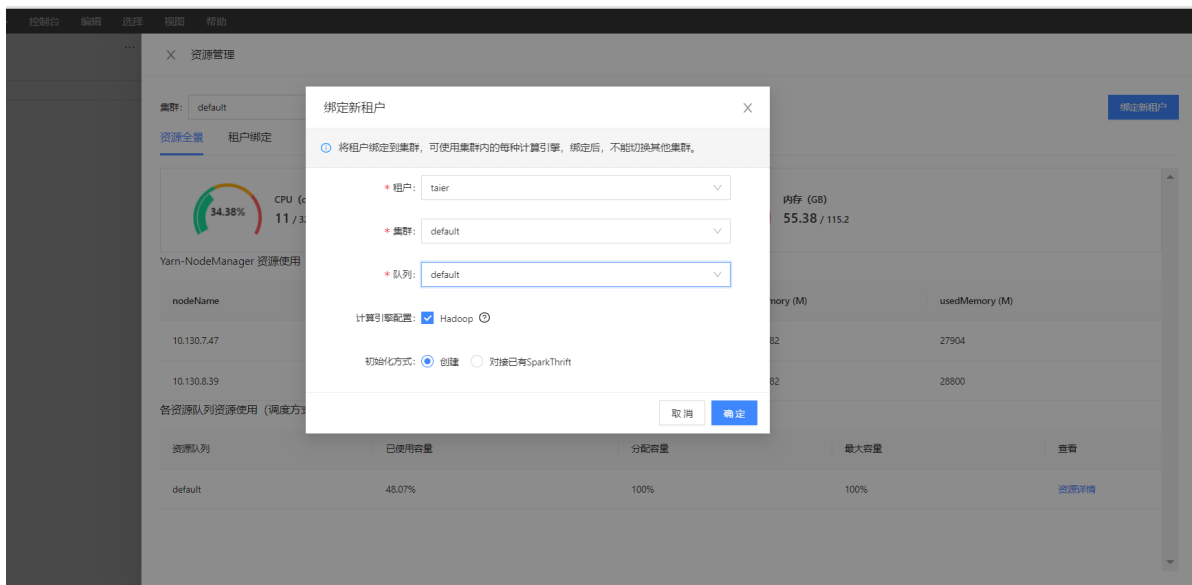 控制台 编辑 选择 视图 帮助
...
资源管理
集群: default
绑定新租户
资源全景 租户绑定
绑定新租户
将租户绑定到集群，可使用集群内的每种计算引擎，绑定后，不能切换其他集群。
* 租户: taier
* 集群: default
* 队列: default
计算引擎配置: Hadoop
初始化方式: 创建 对接已有SparkThrift
取消 确定
34.38%
CPU (c
11 / 3
内存 (GB)
55.38 / 115.2
Yarn-NodeManager 资源使用
nodeName mory (M) usedMemory (M)
10.130.7.47 82 27904
10.130.8.39 82 28800
各资源队列资源使用 (调度方式
资源队列 已使用容量 分配容量 最大容量 查看
default 48.07% 100% 100% 资源详情